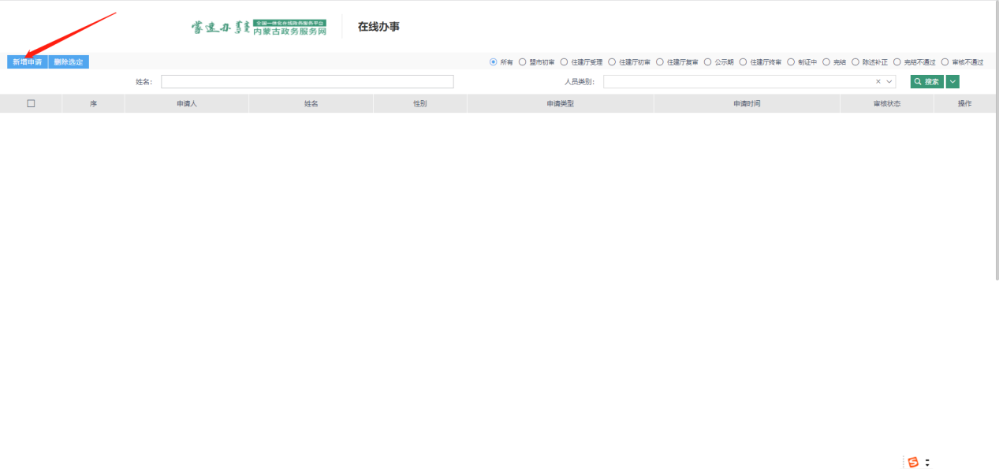 蒙速办
全国一体化在线政务服务平台
内蒙古政务服务网
在线办事
新增申请 删除选定
所有 盟市初审 住建厅受理 住建厅初审 住建厅复审 公示期 住建厅终审 制证中 完结 陈述补正 完结不通过 审核不通过
姓名: 人员类别: 搜索
序 申请人 姓名 性别 申请类型 申请时间 审核状态 操作